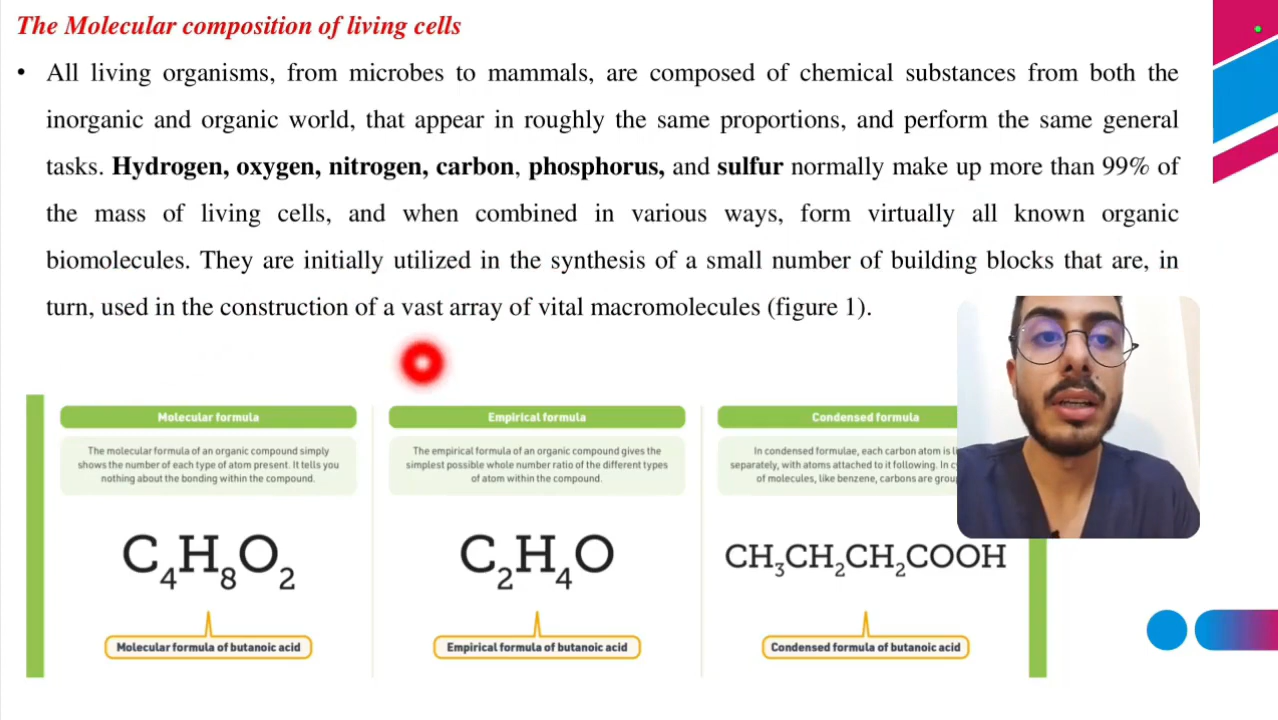 The Molecular composition of living cells
• All living organisms, from microbes to mammals, are composed of chemical substances from both the
inorganic and organic world, that appear in roughly the same proportions, and perform the same general
tasks. Hydrogen, oxygen, nitrogen, carbon, phosphorus, and sulfur normally make up more than 99% of
the mass of living cells, and when combined in various ways, form virtually all known organic
biomolecules. They are initially utilized in the synthesis of a small number of building blocks that are, in
turn, used in the construction of a vast array of vital macromolecules (figure 1).
Molecular formula
The molecular formula of an organic compound simply
shows the number of each type of atom present. It tells you
nothing about the bonding within the compound.
C₄H₈O₂
Molecular formula of butanoic acid
Empirical formula
The empirical formula of an organic compound gives the
simplest possible whole number ratio of the different types
of atom within the compound.
C₂H₄O
Empirical formula of butanoic acid
Condensed formula
In condensed formulae, each carbon atom is
separately, with atoms attached to it following. In
of molecules, like benzene, carbons are
CH₃CH₂CH₂COOH
Condensed formula of butanoic acid